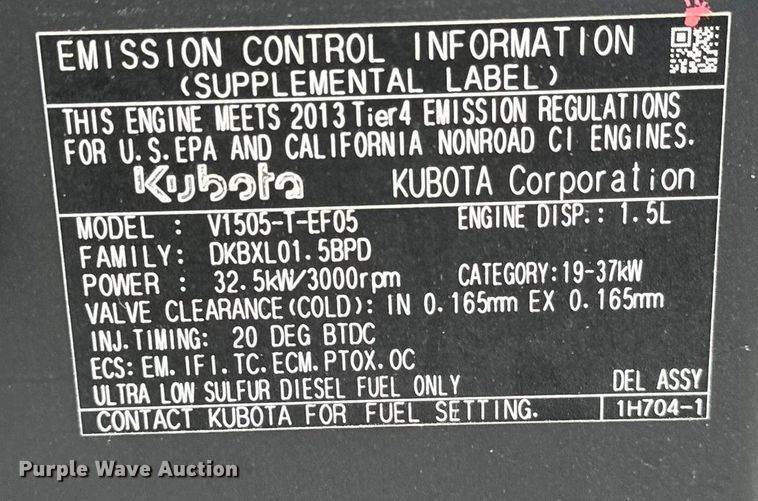 EMISSION CONTROL INFORMATION
(SUPPLEMENTAL LABEL)
THIS ENGINE MEETS 2013 Tier4 EMISSION REGULATIONS
FOR U.S.EPA AND CALIFORNIA NONROAD CI ENGINES.
Kubota KUBOTA Corporation
MODEL : V1505-T-EF05 ENGINE DISP.: 1.5L
FAMILY: DKBXL01.5BPD
POWER : 32.5kW/3000rpm CATEGORY:19-37kW
VALVE CLEARANCE(COLD): IN 0.165mm EX 0.165mm
INJ.TIMING: 20 DEG BTDC
ECS: EM.IFI.TC.ECM.PTOX.OC
ULTRA LOW SULFUR DIESEL FUEL ONLY DEL ASSY
CONTACT KUBOTA FOR FUEL SETTING. 1H704-1
Purple Wave Auction